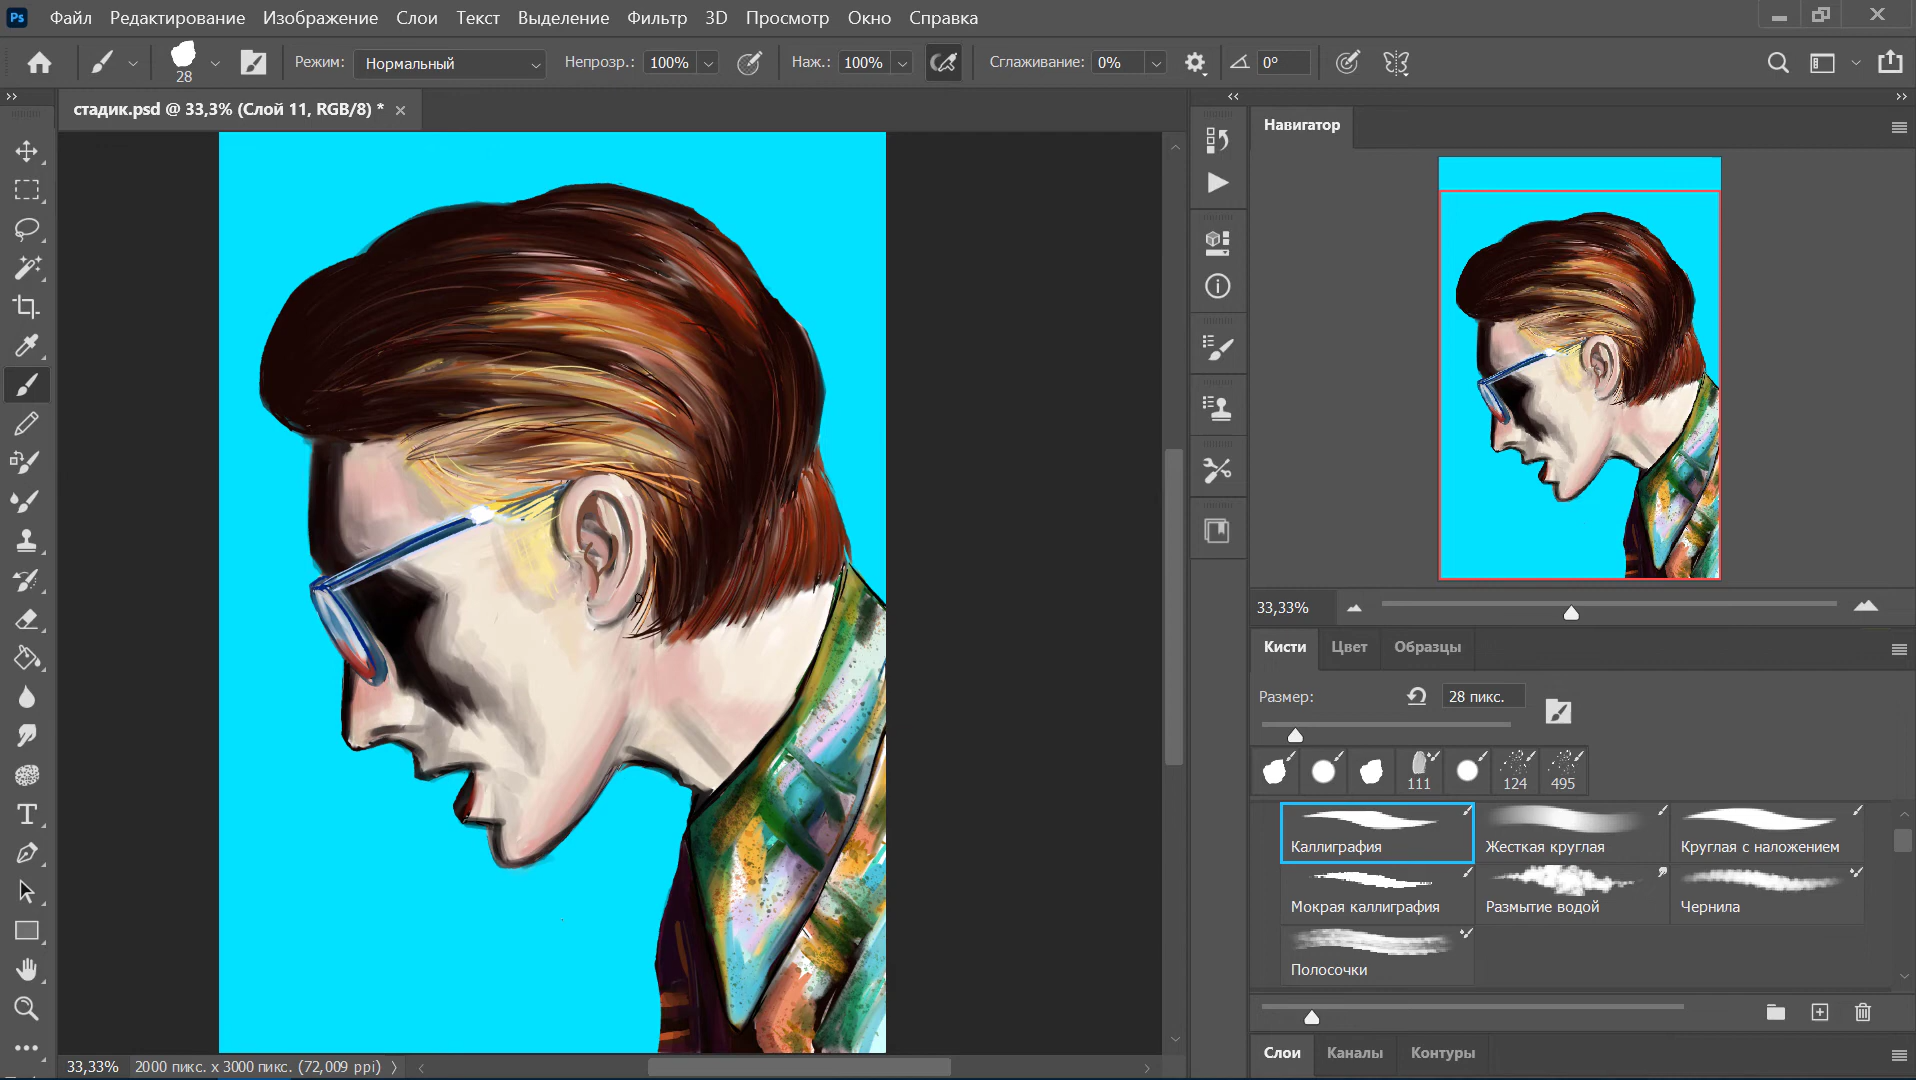 Ps Файл Редактирование Изображение Слои Текст Выделение Фильтр 3D Просмотр Окно Справка
28 Режим: Нормальный Непрозр.: 100% Наж.: 100% Сглаживание: 0% 0°
стадик.psd @ 33,3% (Слой 11, RGB/8) *
Навигатор
33,33%
Кисти Цвет Образцы
Размер: 28 пикс.
111 124 495
Каллиграфия Жесткая круглая Круглая с наложением
Мокрая каллиграфия Размытие водой Чернила
Полосочки
Слои Каналы Контуры
33,33% 2000 пикс. x 3000 пикс. (72,009 ppi)